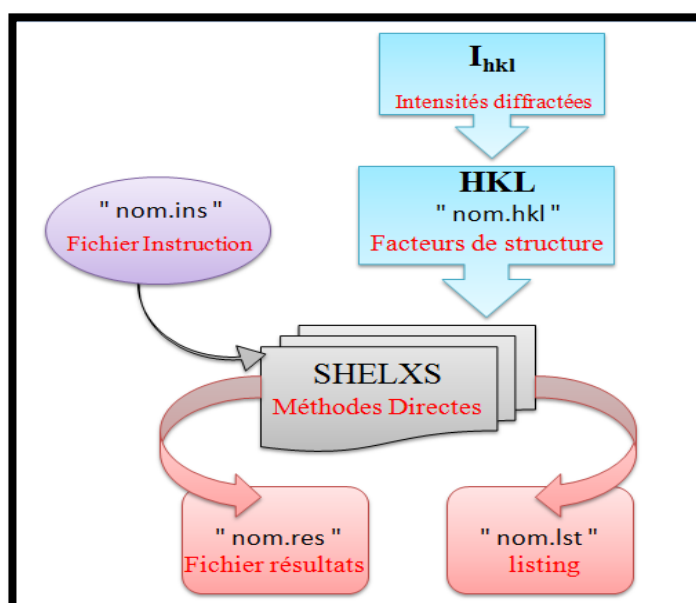 I_hkl
Intensités diffractées
HKL
" nom.hkl "
Facteurs de structure
" nom.ins "
Fichier Instruction
SHELXS
Méthodes Directes
" nom.res "
Fichier résultats
" nom.lst "
listing